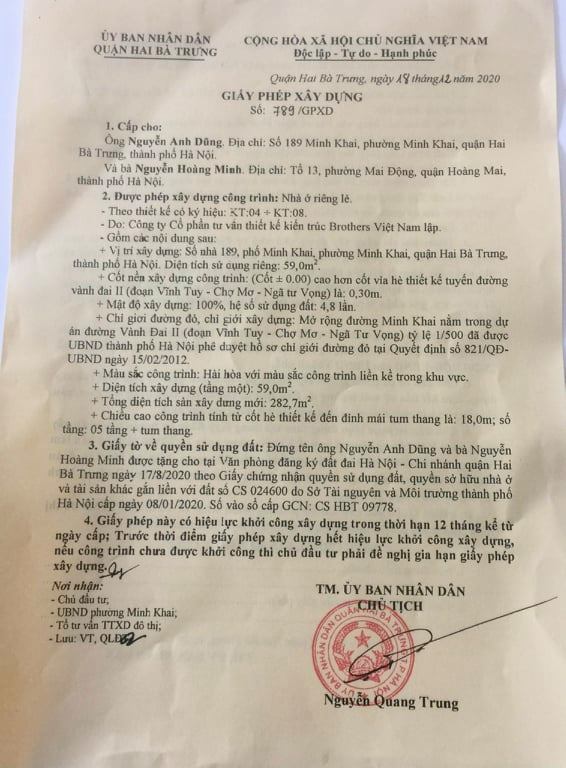 ỦY BAN NHÂN DÂN
QUẬN HAI BÀ TRƯNG
CỘNG HÒA XÃ HỘI CHỦ NGHĨA VIỆT NAM
Độc lập - Tự do - Hạnh phúc
Quận Hai Bà Trưng, ngày 18 tháng 12 năm 2020
GIẤY PHÉP XÂY DỰNG
Số: 789/GPXD
1. Cấp cho:
Ông Nguyễn Anh Dũng. Địa chỉ: Số 189 Minh Khai, phường Minh Khai, quận Hai
Bà Trưng, thành phố Hà Nội.
Và bà Nguyễn Hoàng Minh. Địa chỉ: Tổ 13, phường Mai Động, quận Hoàng Mai,
thành phố Hà Nội.
2. Được phép xây dựng công trình: Nhà ở riêng lẻ.
- Theo thiết kế có ký hiệu: KT:04 ÷ KT:08.
- Do: Công ty Cổ phần tư vấn thiết kế kiến trúc Brothers Việt Nam lập.
- Gồm các nội dung sau:
+ Vị trí xây dựng: Số nhà 189, phố Minh Khai, phường Minh Khai, quận Hai Bà Trưng,
thành phố Hà Nội. Diện tích sử dụng riêng: 59,0m².
+ Cốt nền xây dựng công trình: (Cốt ± 0.00) cao hơn cốt vỉa hè thiết kế tuyến đường
vành đai II (đoạn Vĩnh Tuy - Chợ Mơ - Ngã tư Vọng) là: 0,30m.
+ Mật độ xây dựng: 100%, hệ số sử dụng đất: 4,8 lần.
+ Chỉ giới đường đỏ, chỉ giới xây dựng: Mở rộng đường Minh Khai nằm trong dự
án đường Vành Đai II (đoạn Vĩnh Tuy - Chợ Mơ - Ngã Tư Vọng) tỷ lệ 1/500 đã được
UBND thành phố Hà Nội phê duyệt hồ sơ chỉ giới đường đỏ tại Quyết định số 821/QĐ-
UBND ngày 15/02/2012.
+ Màu sắc công trình: Hài hòa với màu sắc công trình liền kề trong khu vực.
+ Diện tích xây dựng (tầng một): 59,0m².
+ Tổng diện tích sàn xây dựng mới: 282,7m².
+ Chiều cao công trình tính từ cốt hè thiết kế đến đỉnh mái tum thang là: 18,0m; số
tầng: 05 tầng + tum thang.
3. Giấy tờ về quyền sử dụng đất: Đứng tên ông Nguyễn Anh Dũng và bà Nguyễn
Hoàng Minh được tặng cho tại Văn phòng đăng ký đất đai Hà Nội - Chi nhánh quận Hai
Bà Trưng ngày 17/8/2020 theo Giấy chứng nhận quyền sử dụng đất, quyền sở hữu nhà ở
và tài sản khác gắn liền với đất số CS 024600 do Sở Tài nguyên và Môi trường thành phố
Hà Nội cấp ngày 08/01/2020. Số vào sổ cấp GCN: CS HBT 09778.
4. Giấy phép này có hiệu lực khởi công xây dựng trong thời hạn 12 tháng kể từ
ngày cấp; Trước thời điểm giấy phép xây dựng hết hiệu lực khởi công xây dựng,
nếu công trình chưa được khởi công thì chủ đầu tư phải đề nghị gia hạn giấy phép
xây dựng.
Nơi nhận:
- Chủ đầu tư;
- UBND phường Minh Khai;
- Tổ tư vấn TTXD đô thị;
- Lưu: VT, QLĐT
TM. ỦY BAN NHÂN DÂN
CHỦ TỊCH
ỦY BAN NHÂN DÂN QUẬN HAI BÀ TRƯNG T.P HÀ NỘI
Nguyễn Quang Trung